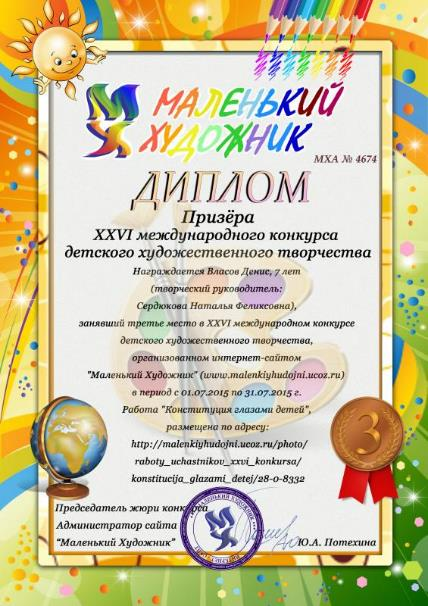 МАЛЕНЬКИЙ
ХУДОЖНИК
МХА № 4674
ДИПЛОМ
Призёра
XXVI международного конкурса
детского художественного творчества
Награждается Власов Денис, 7 лет
(творческий руководитель:
Сердюкова Наталья Феликсовна),
занявший третье место в XXVI международном конкурсе
детского художественного творчества,
организованном интернет-сайтом
"Маленький Художник" (www.malenkiyhudojni.ucoz.ru)
в период с 01.07.2015 по 31.07.2015 г.
Работа "Конституция глазами детей",
размещена по адресу:
http://malenkiyhudojni.ucoz.ru/photo/
raboty_uchastnikov_xxvi_konkursa/
konstitucija_glazami_detej/28-0-8332
3
Председатель жюри конкурса
Администратор сайта
"Маленький Художник"
Ю.А. Потехина